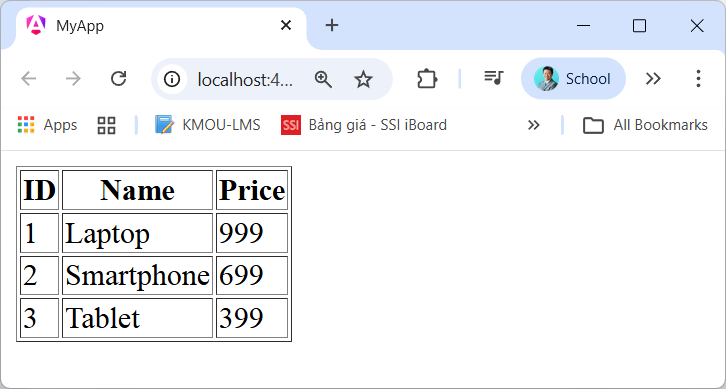 MyApp
localhost:4...
School
Apps
KMOU-LMS
SSI
Bảng giá - SSI iBoard
All Bookmarks
ID Name Price
1 Laptop 999
2 Smartphone 699
3 Tablet 399